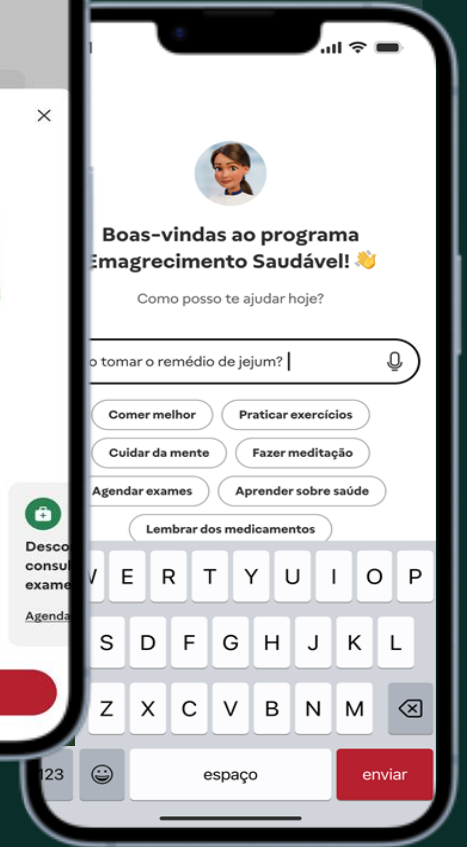 Boas-vindas ao programa
Emagrecimento Saudável! 👋
Como posso te ajudar hoje?
o tomar o remédio de jejum?
Comer melhor
Praticar exercícios
Cuidar da mente
Fazer meditação
Agendar exames
Aprender sobre saúde
Lembrar dos medicamentos
Desco
consul
exame
Agenda
E R T Y U I O P
S D F G H J K L
Z X C V B N M
123
espaço
enviar